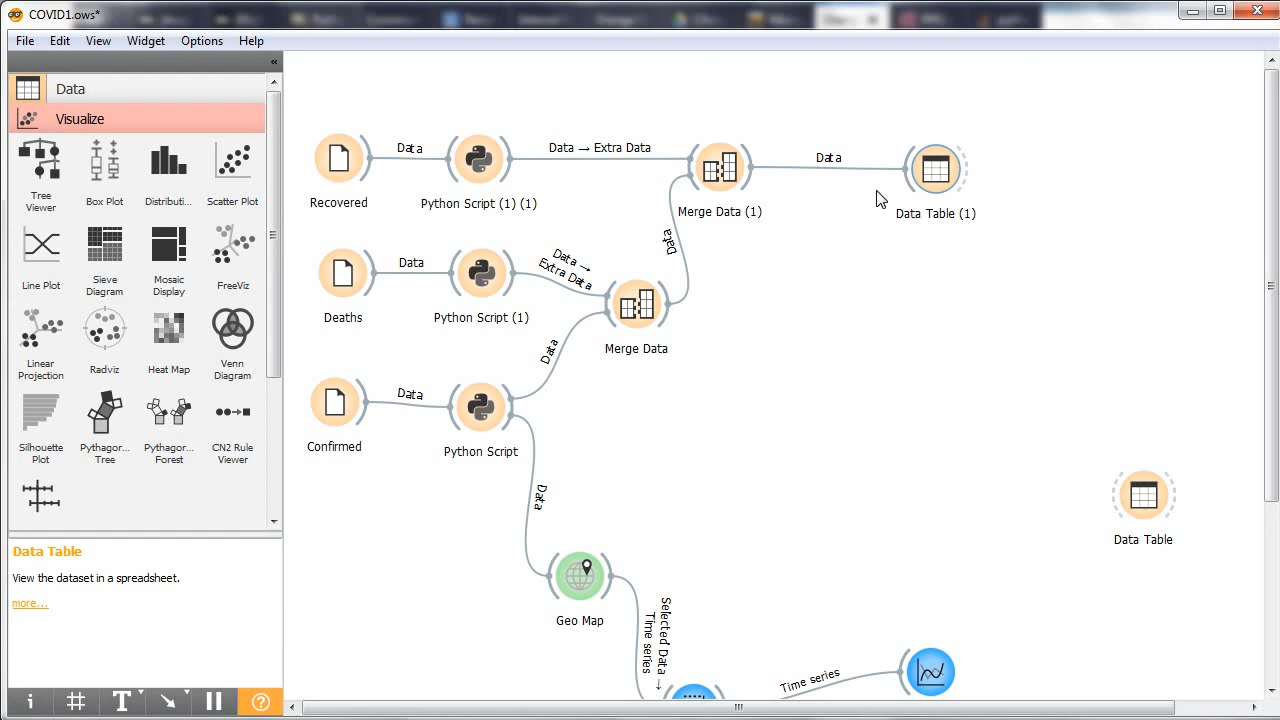 COVID1.ows*
File Edit View Widget Options Help
Data
Visualize
Tree Viewer
Box Plot
Distributi...
Scatter Plot
Line Plot
Sieve Diagram
Mosaic Display
FreeViz
Linear Projection
Radviz
Heat Map
Venn Diagram
Silhouette Plot
Pythagor... Tree
Pythagor... Forest
CN2 Rule Viewer
Data Table
View the dataset in a spreadsheet.
more...
Recovered
Data
Python Script (1) (1)
Data → Extra Data
Merge Data (1)
Data
Data Table (1)
Deaths
Data
Python Script (1)
Data →
Extra Data
Merge Data
Data
Confirmed
Data
Python Script
Data
Data
Geo Map
Selected Data →
Time series
Time series
Data Table